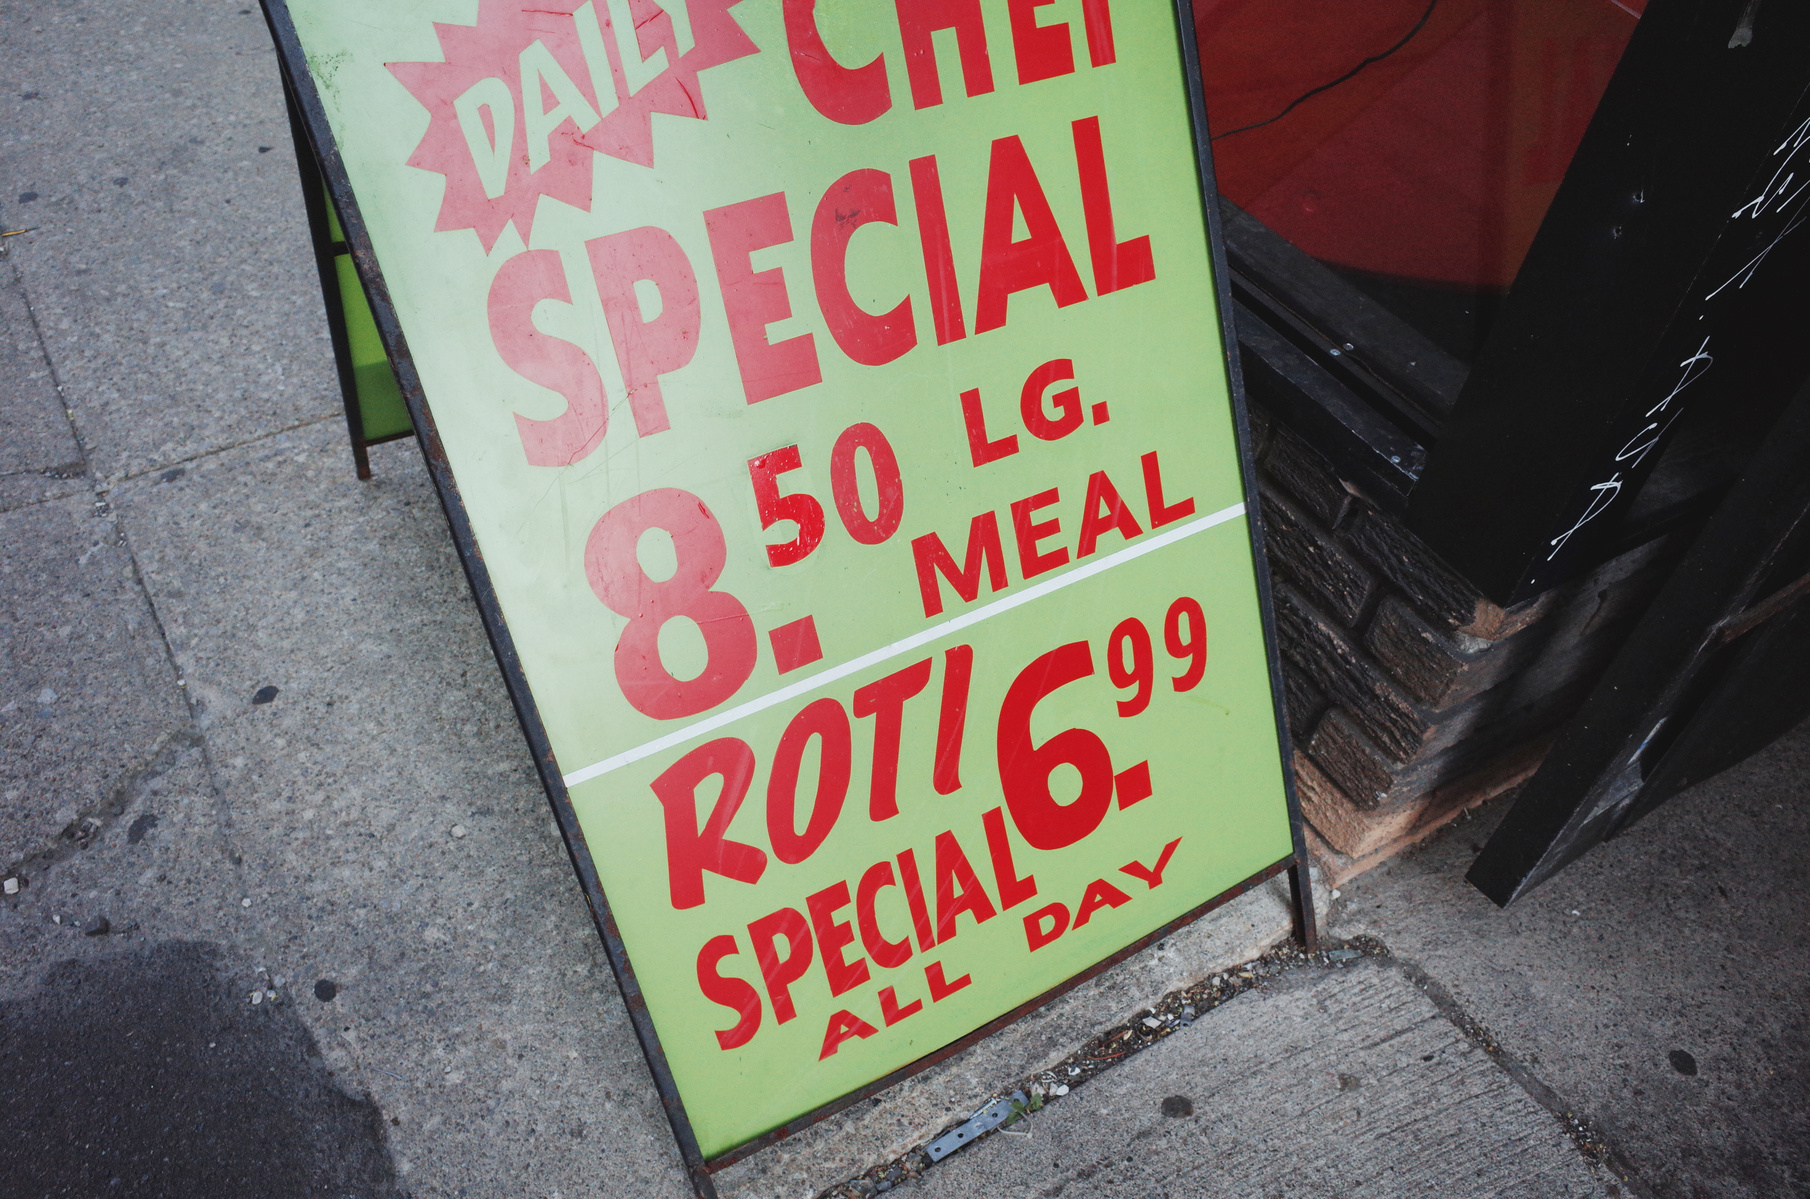 DAILY
CHEF
SPECIAL
8.50 LG.
MEAL
ROTI 6.99
SPECIAL
ALL DAY